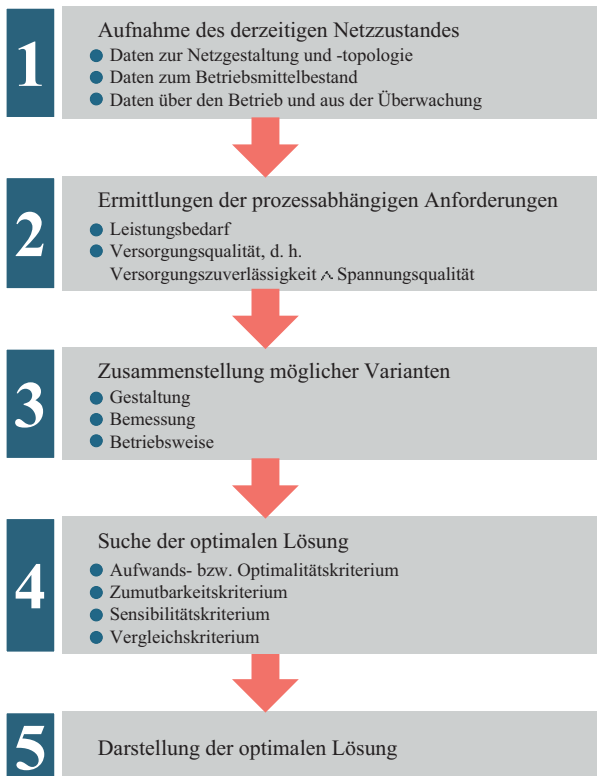 1
Aufnahme des derzeitigen Netzzustandes
● Daten zur Netzgestaltung und -topologie
● Daten zum Betriebsmittelbestand
● Daten über den Betrieb und aus der Überwachung
2
Ermittlungen der prozessabhängigen Anforderungen
● Leistungsbedarf
● Versorgungsqualität, d. h.
Versorgungszuverlässigkeit ∧ Spannungsqualität
3
Zusammenstellung möglicher Varianten
● Gestaltung
● Bemessung
● Betriebsweise
4
Suche der optimalen Lösung
● Aufwands- bzw. Optimalitätskriterium
● Zumutbarkeitskriterium
● Sensibilitätskriterium
● Vergleichskriterium
5
Darstellung der optimalen Lösung